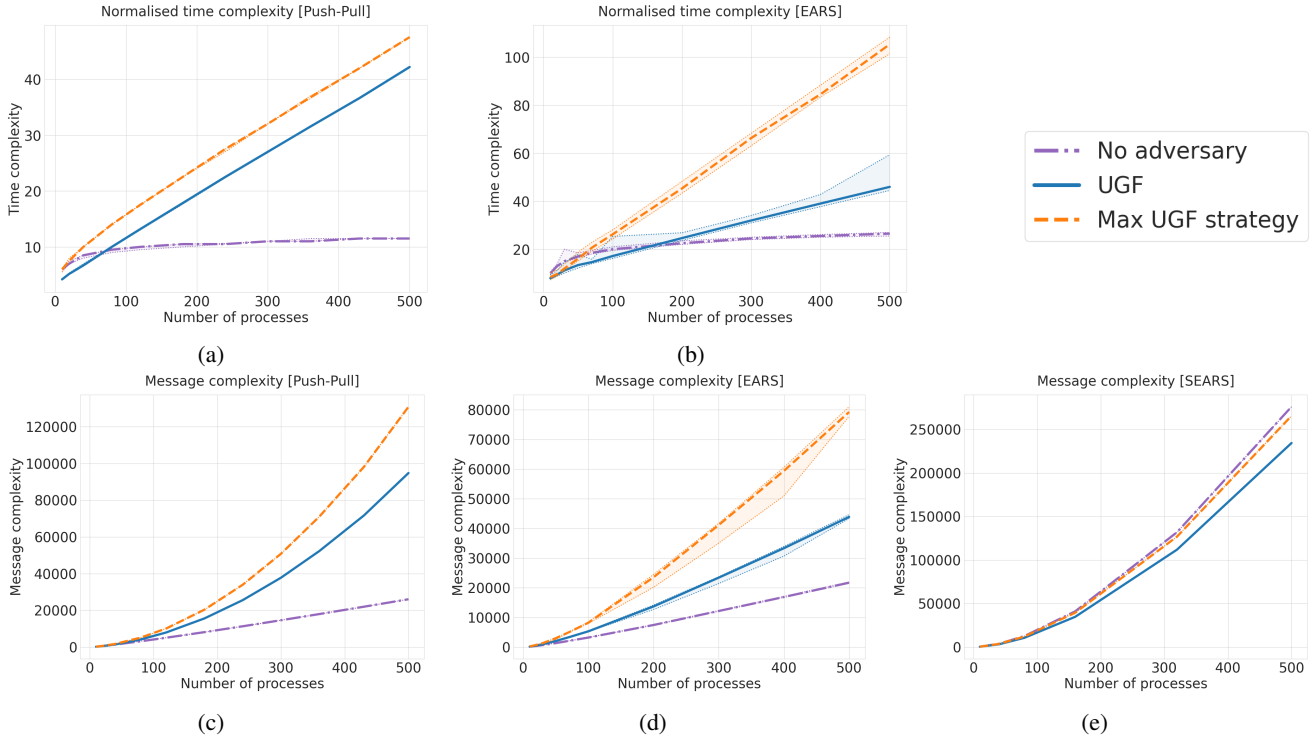 Normalised time complexity [Push-Pull]
Time complexity
40
30
20
10
0 100 200 300 400 500
Number of processes
(a)
Normalised time complexity [EARS]
Time complexity
100
80
60
40
20
0 100 200 300 400 500
Number of processes
(b)
No adversary
UGF
Max UGF strategy
Message complexity [Push-Pull]
Message complexity
120000
100000
80000
60000
40000
20000
0
0 100 200 300 400 500
Number of processes
(c)
Message complexity [EARS]
Message complexity
80000
70000
60000
50000
40000
30000
20000
10000
0
0 100 200 300 400 500
Number of processes
(d)
Message complexity [SEARS]
Message complexity
250000
200000
150000
100000
50000
0
0 100 200 300 400 500
Number of processes
(e)